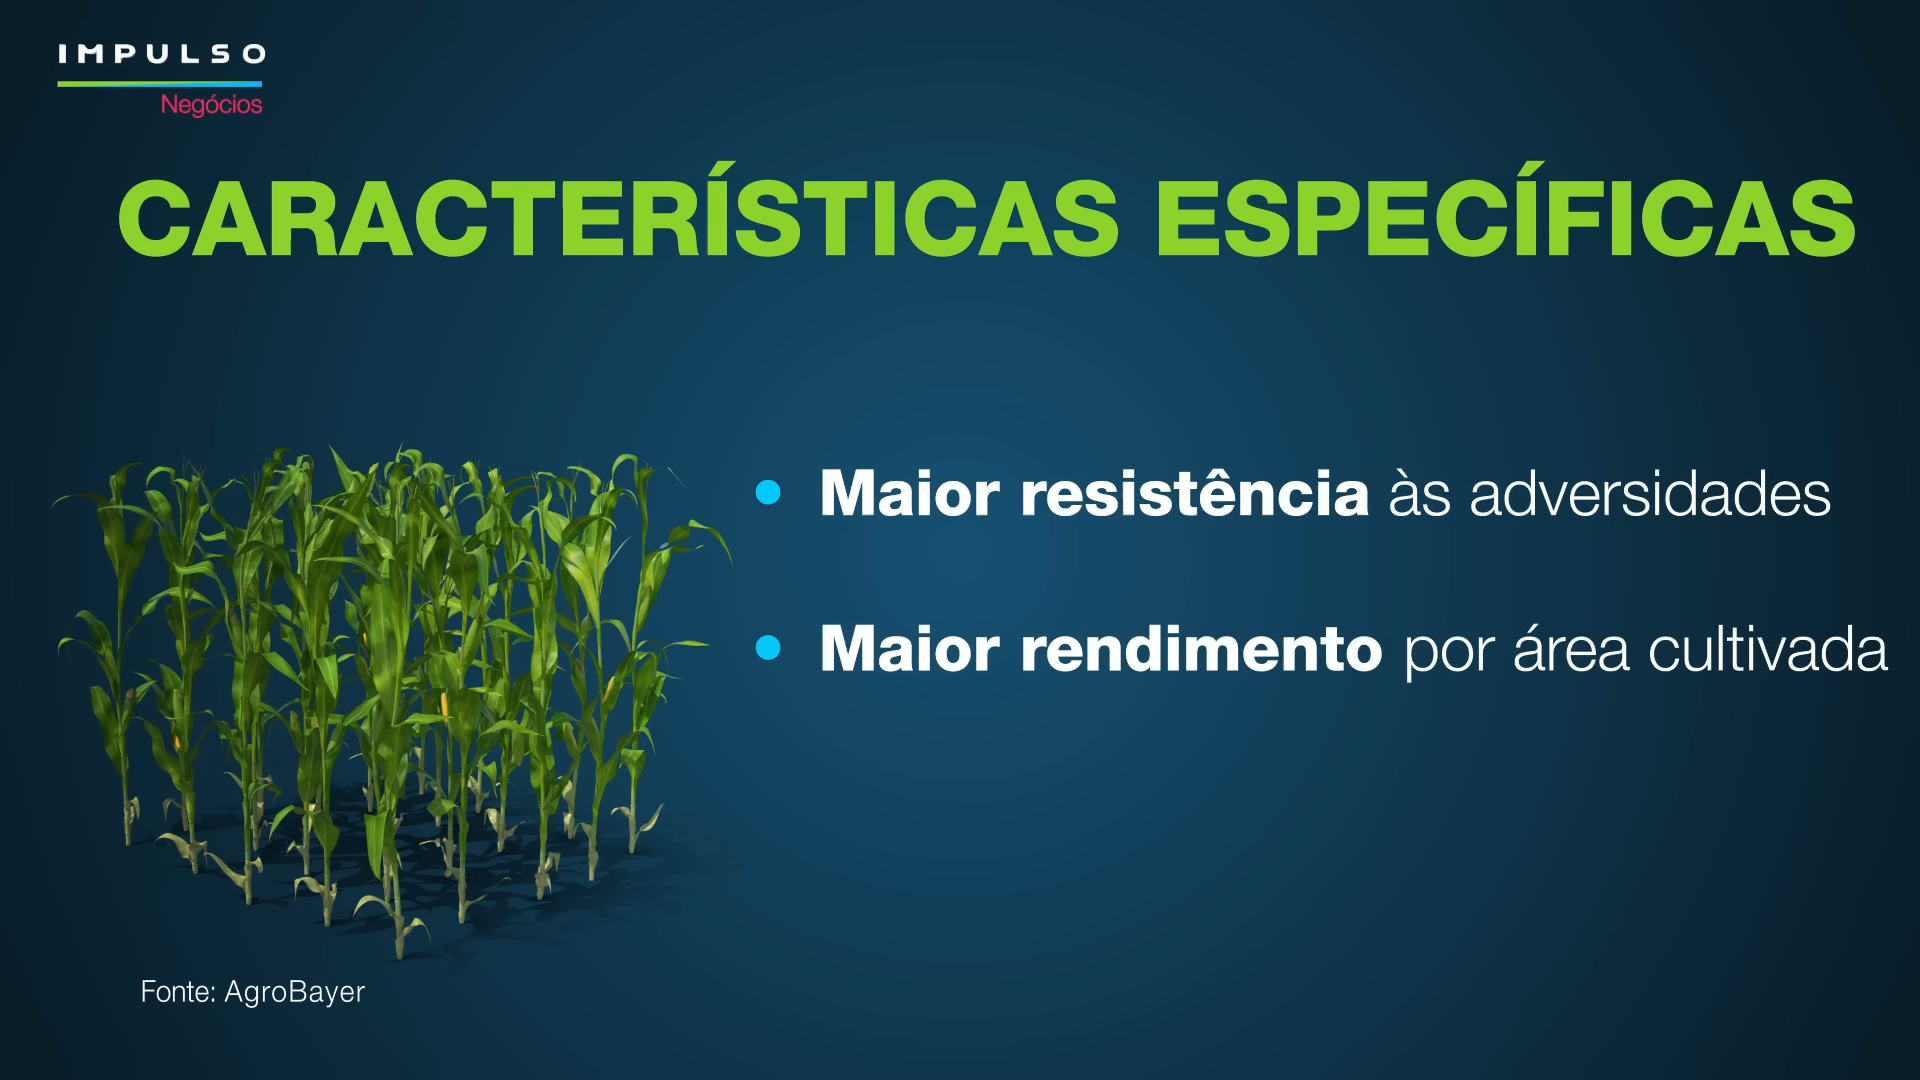 IMPULSO
Negócios
CARACTERÍSTICAS ESPECÍFICAS
• Maior resistência às adversidades
• Maior rendimento por área cultivada
Fonte: AgroBayer